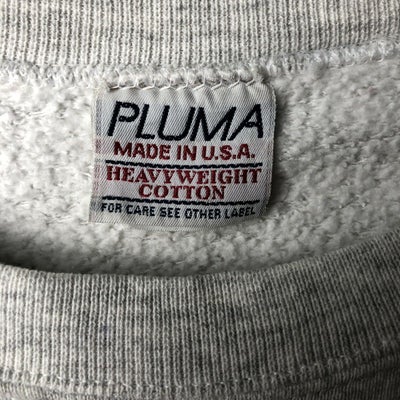 PLUMA
MADE IN U.S.A.
HEAVYWEIGHT
COTTON
FOR CARE SEE OTHER LABEL